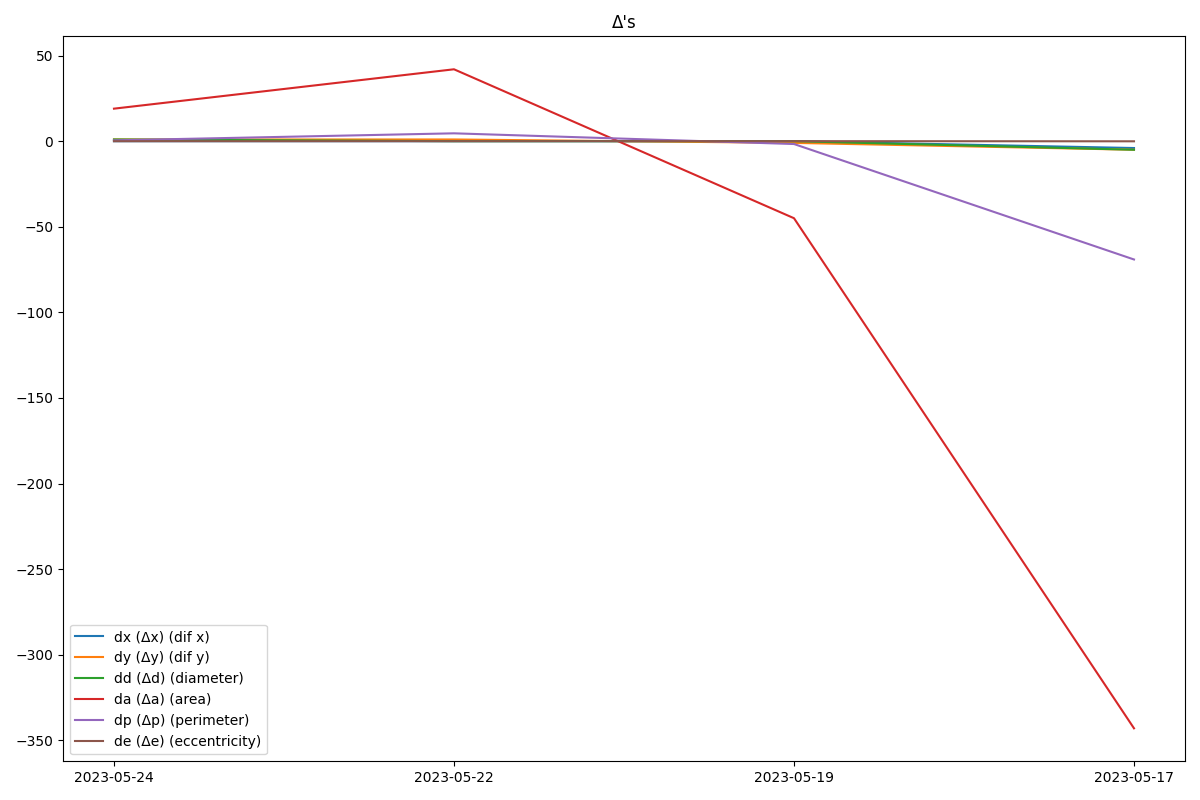 Δ's
50
0
−50
−100
−150
−200
−250
−300
−350
dx (Δx) (dif x)
dy (Δy) (dif y)
dd (Δd) (diameter)
da (Δa) (area)
dp (Δp) (perimeter)
de (Δe) (eccentricity)
2023-05-24 2023-05-22 2023-05-19 2023-05-17